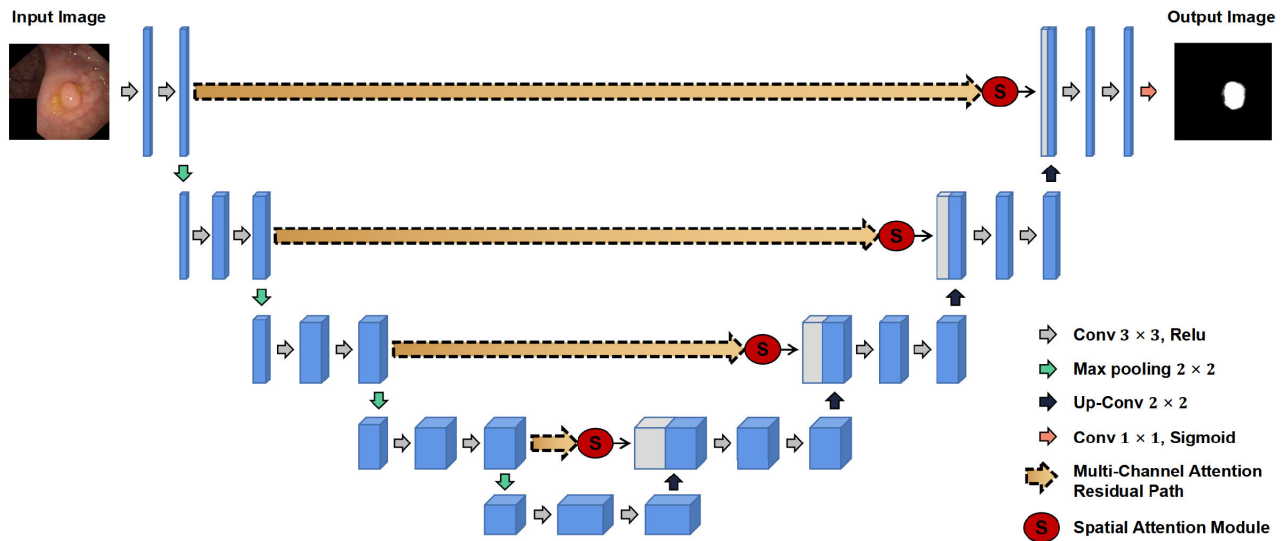 Input Image
Output Image
S
S
S
S
Conv 3 × 3, Relu
Max pooling 2 × 2
Up-Conv 2 × 2
Conv 1 × 1, Sigmoid
Multi-Channel Attention
Residual Path
S
Spatial Attention Module